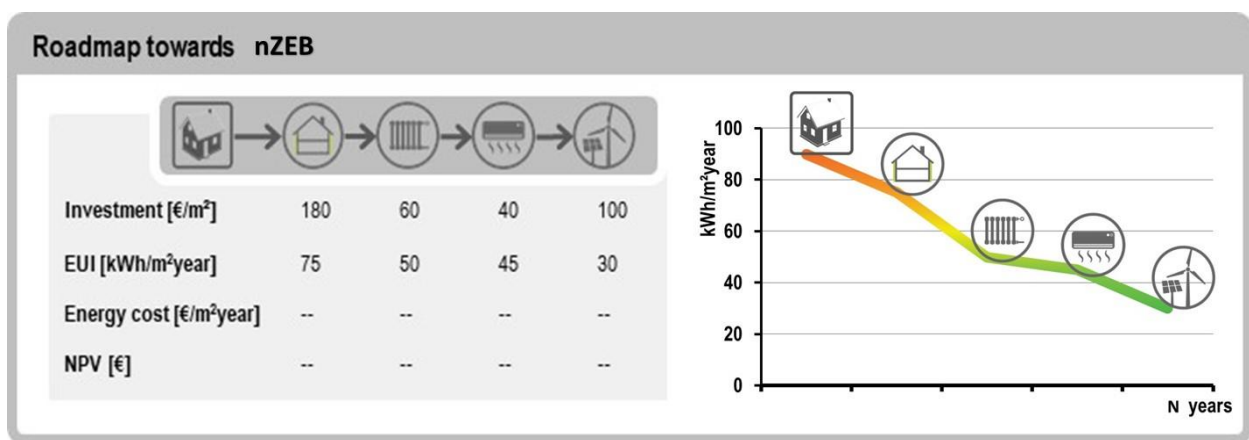 Roadmap towards nZEB
Investment [€/m²] 180 60 40 100
EUI [kWh/m²year] 75 50 45 30
Energy cost [€/m²year] -- -- -- --
NPV [€] -- -- -- --
kWh/m²year
100
80
60
40
20
0
N years